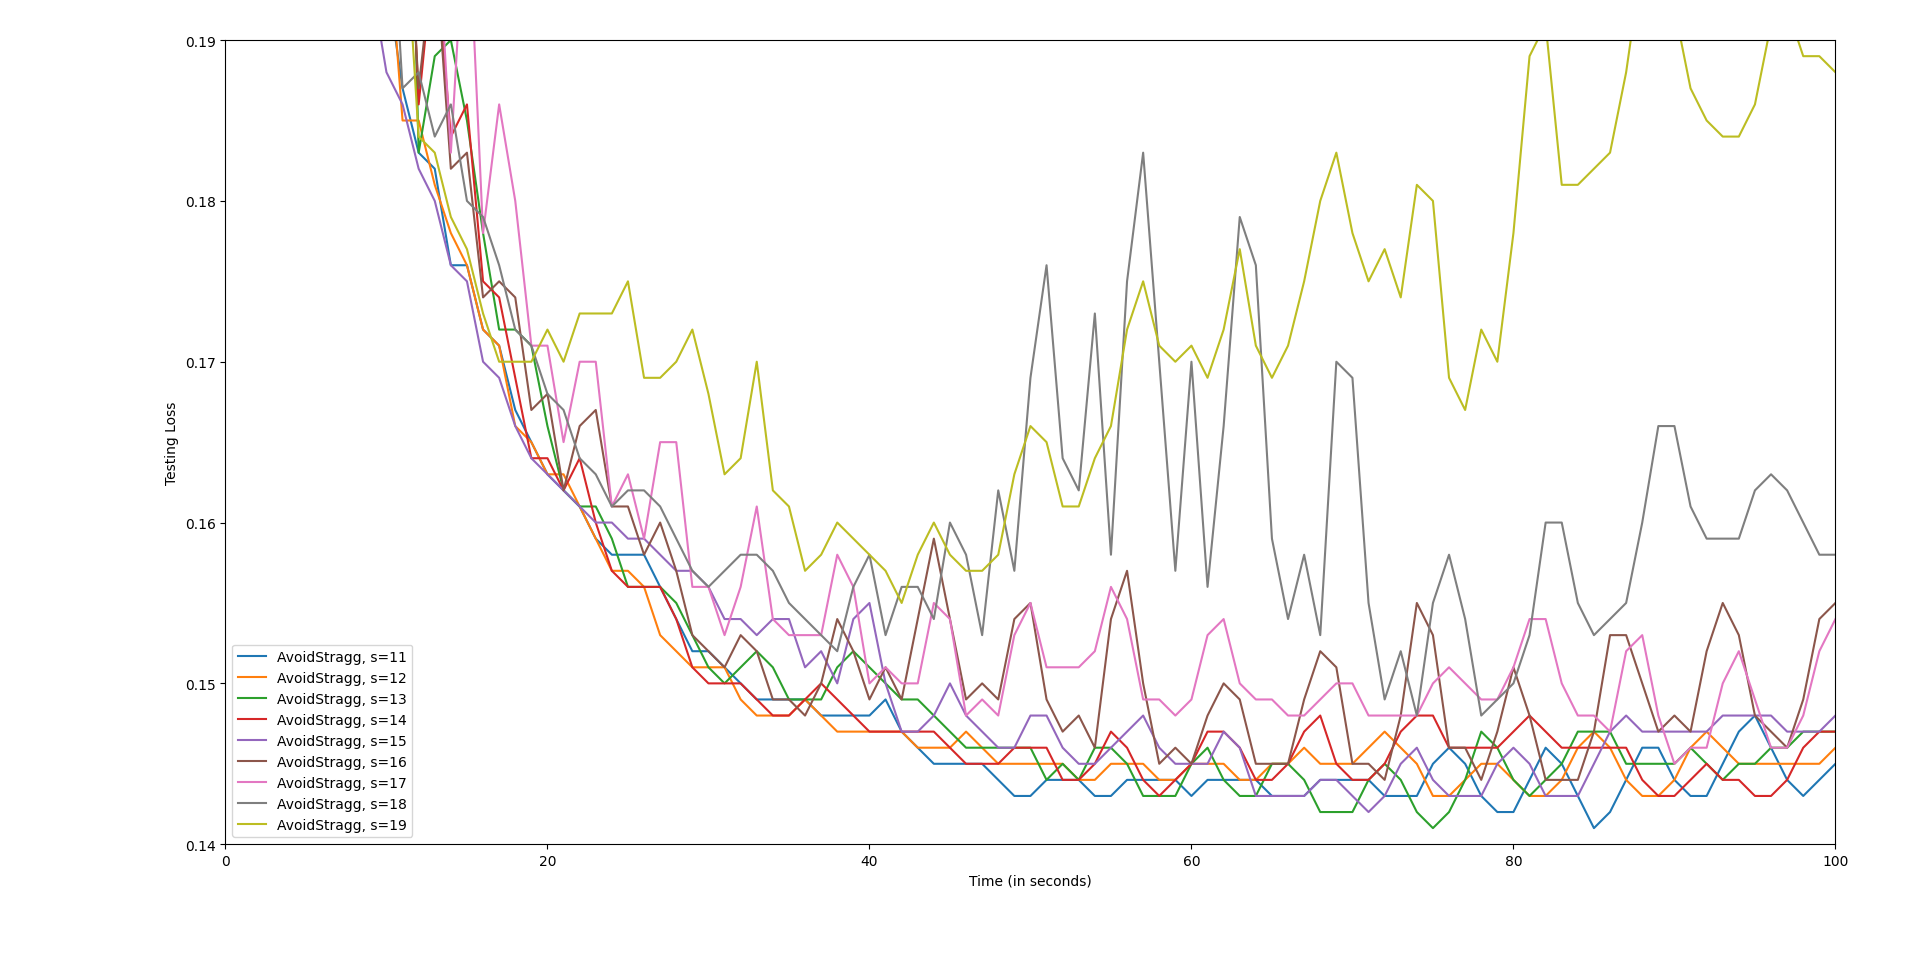 0.19
0.18
0.17
0.16
0.15
0.14
Testing Loss
AvoidStragg, s=11
AvoidStragg, s=12
AvoidStragg, s=13
AvoidStragg, s=14
AvoidStragg, s=15
AvoidStragg, s=16
AvoidStragg, s=17
AvoidStragg, s=18
AvoidStragg, s=19
0 20 40 60 80 100
Time (in seconds)